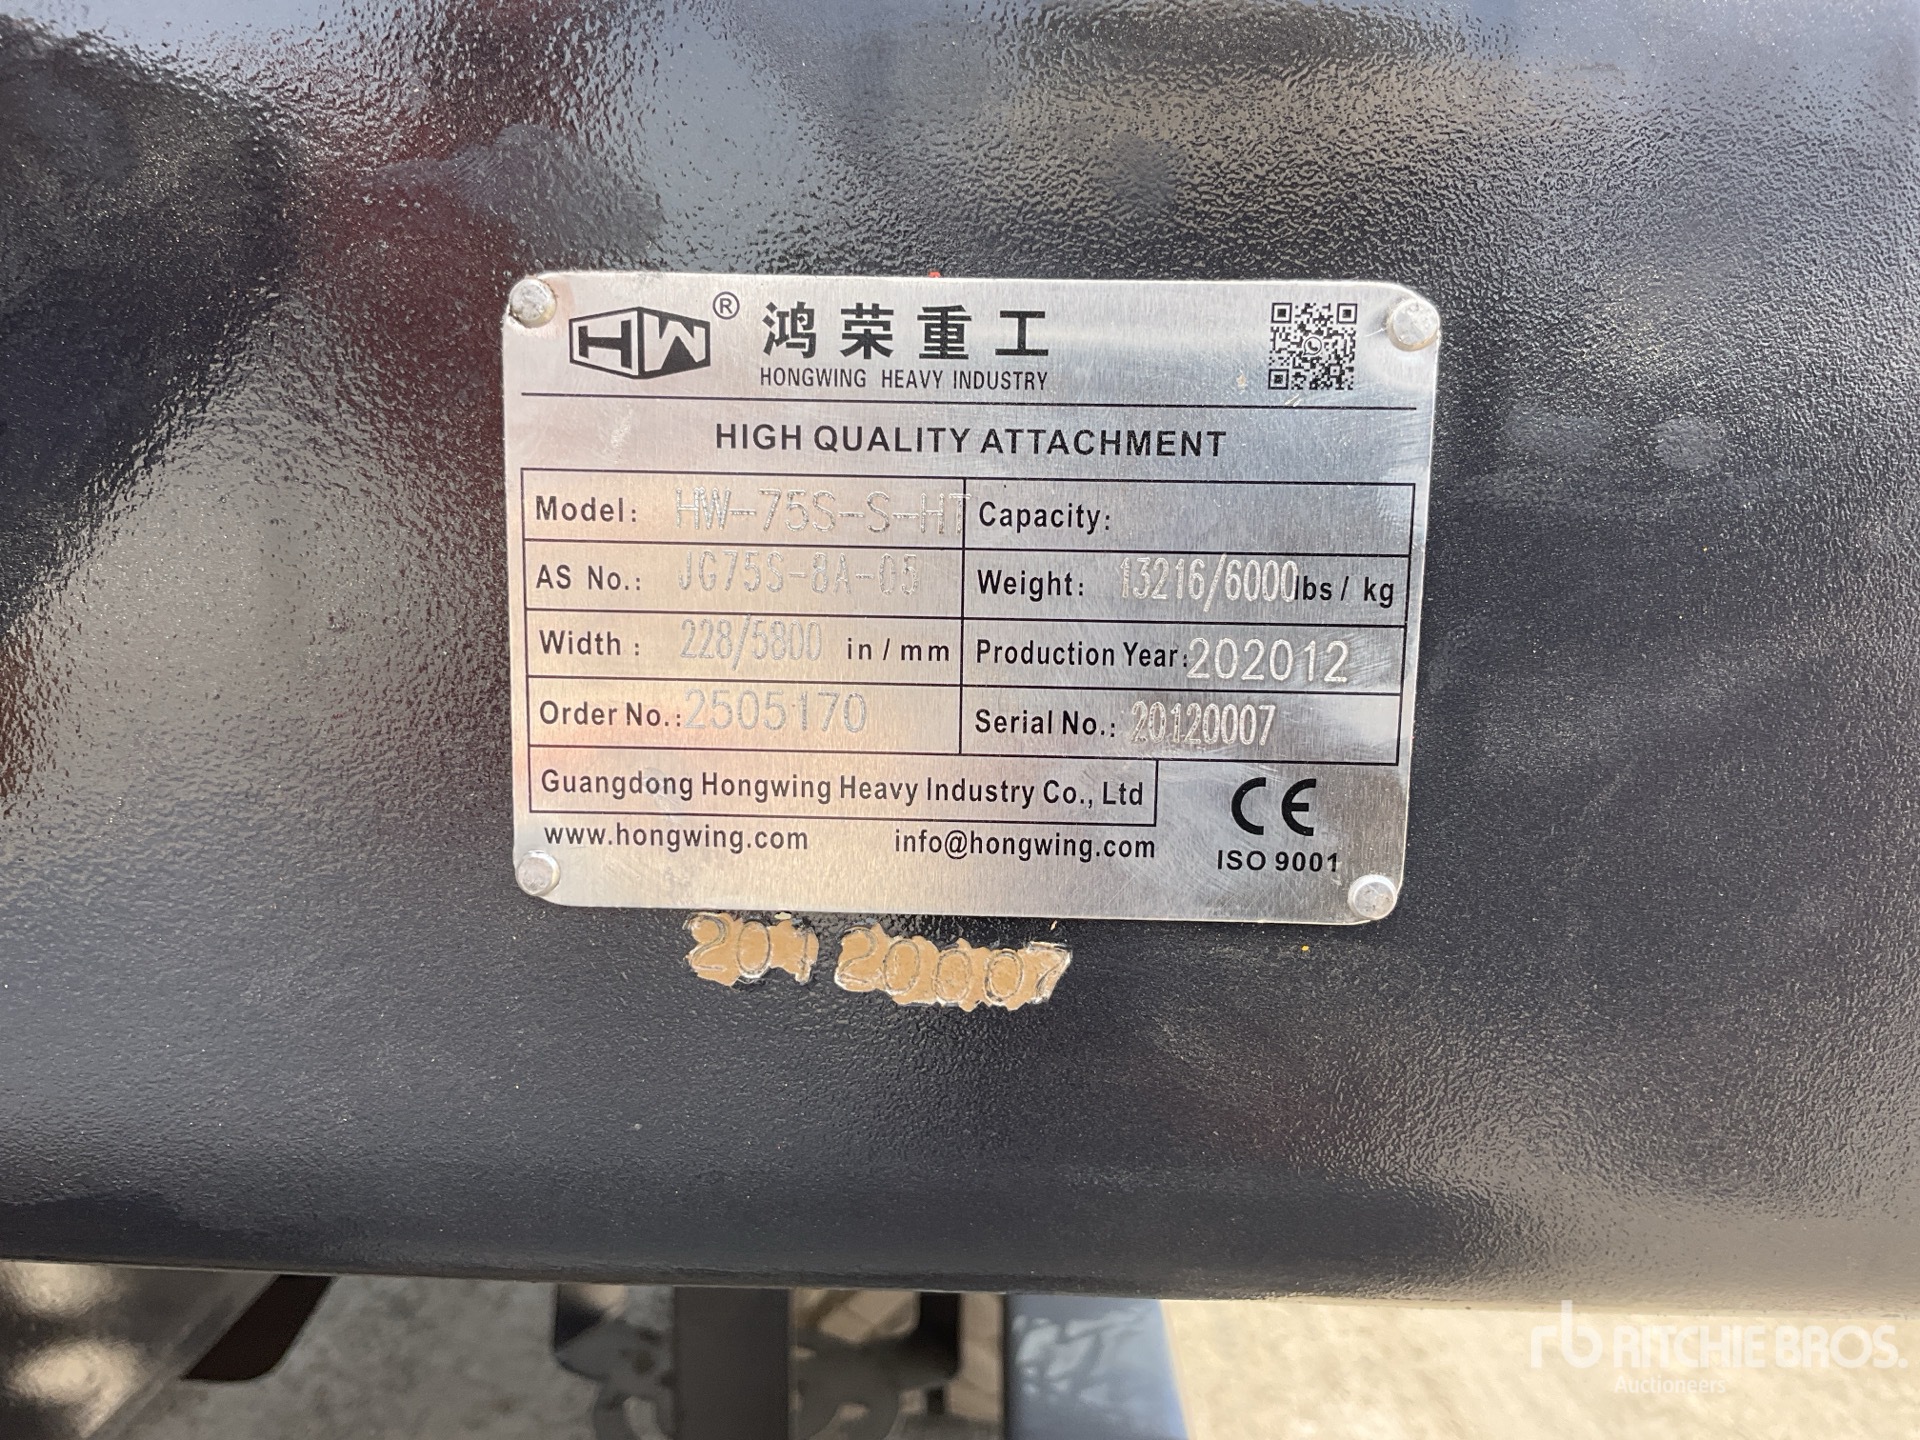 HW® 鸿荣重工
HONGWING HEAVY INDUSTRY
HIGH QUALITY ATTACHMENT
Model: HW-75S-S-HT Capacity:
AS No.: JG75S-8A-05 Weight: 13216/6000 lbs / kg
Width: 228/5800 in / mm Production Year: 202012
Order No.: 2505170 Serial No.: 20120007
Guangdong Hongwing Heavy Industry Co., Ltd
www.hongwing.com info@hongwing.com
CE
ISO 9001
20120007
rb RITCHIE BROS.
Auctioneers